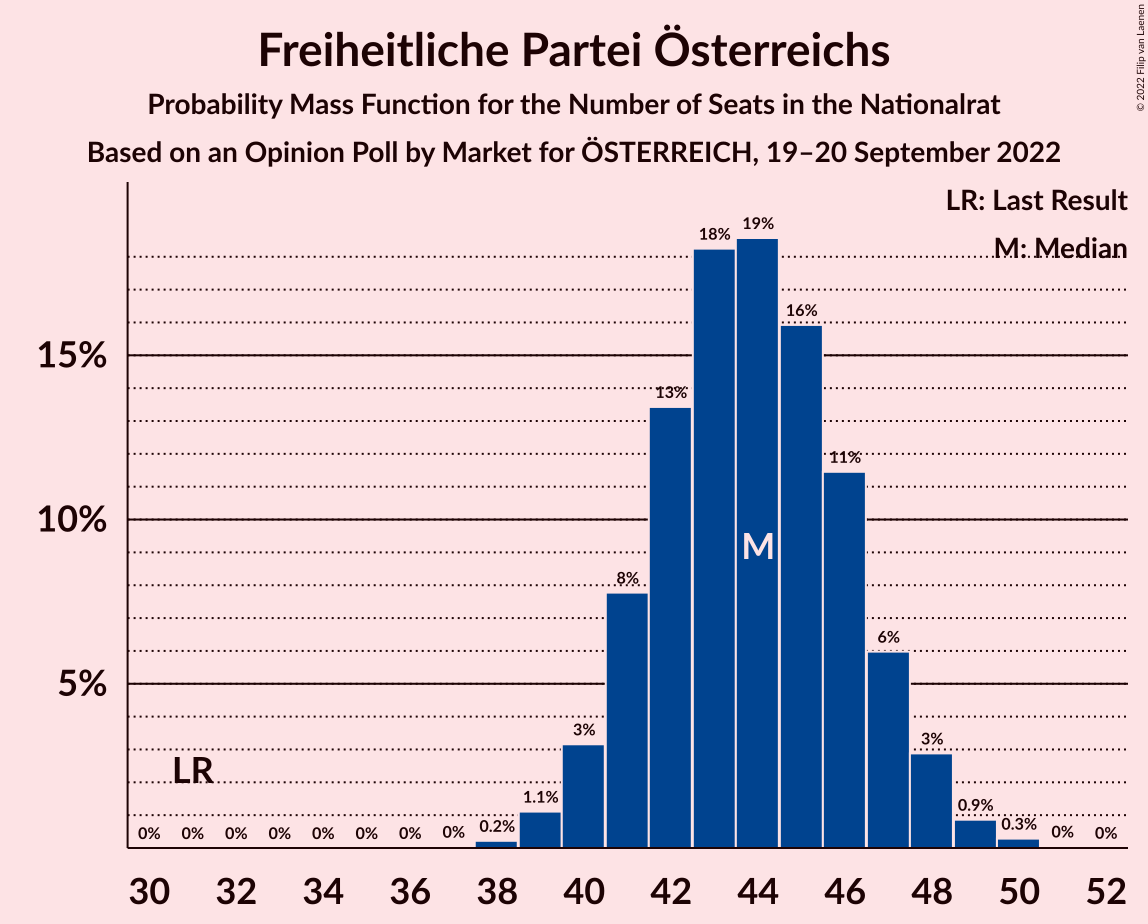 Freiheitliche Partei Österreichs
Probability Mass Function for the Number of Seats in the Nationalrat
Based on an Opinion Poll by Market for ÖSTERREICH, 19–20 September 2022
© 2022 Filip van Laenen
LR: Last Result
M: Median
15%
10%
5%
0% 0% 0% 0% 0% 0% 0% 0% 0.2% 1.1% 3% 8% 13% 18% 19% 16% 11% 6% 3% 0.9% 0.3% 0% 0%
LR
M
30 32 34 36 38 40 42 44 46 48 50 52